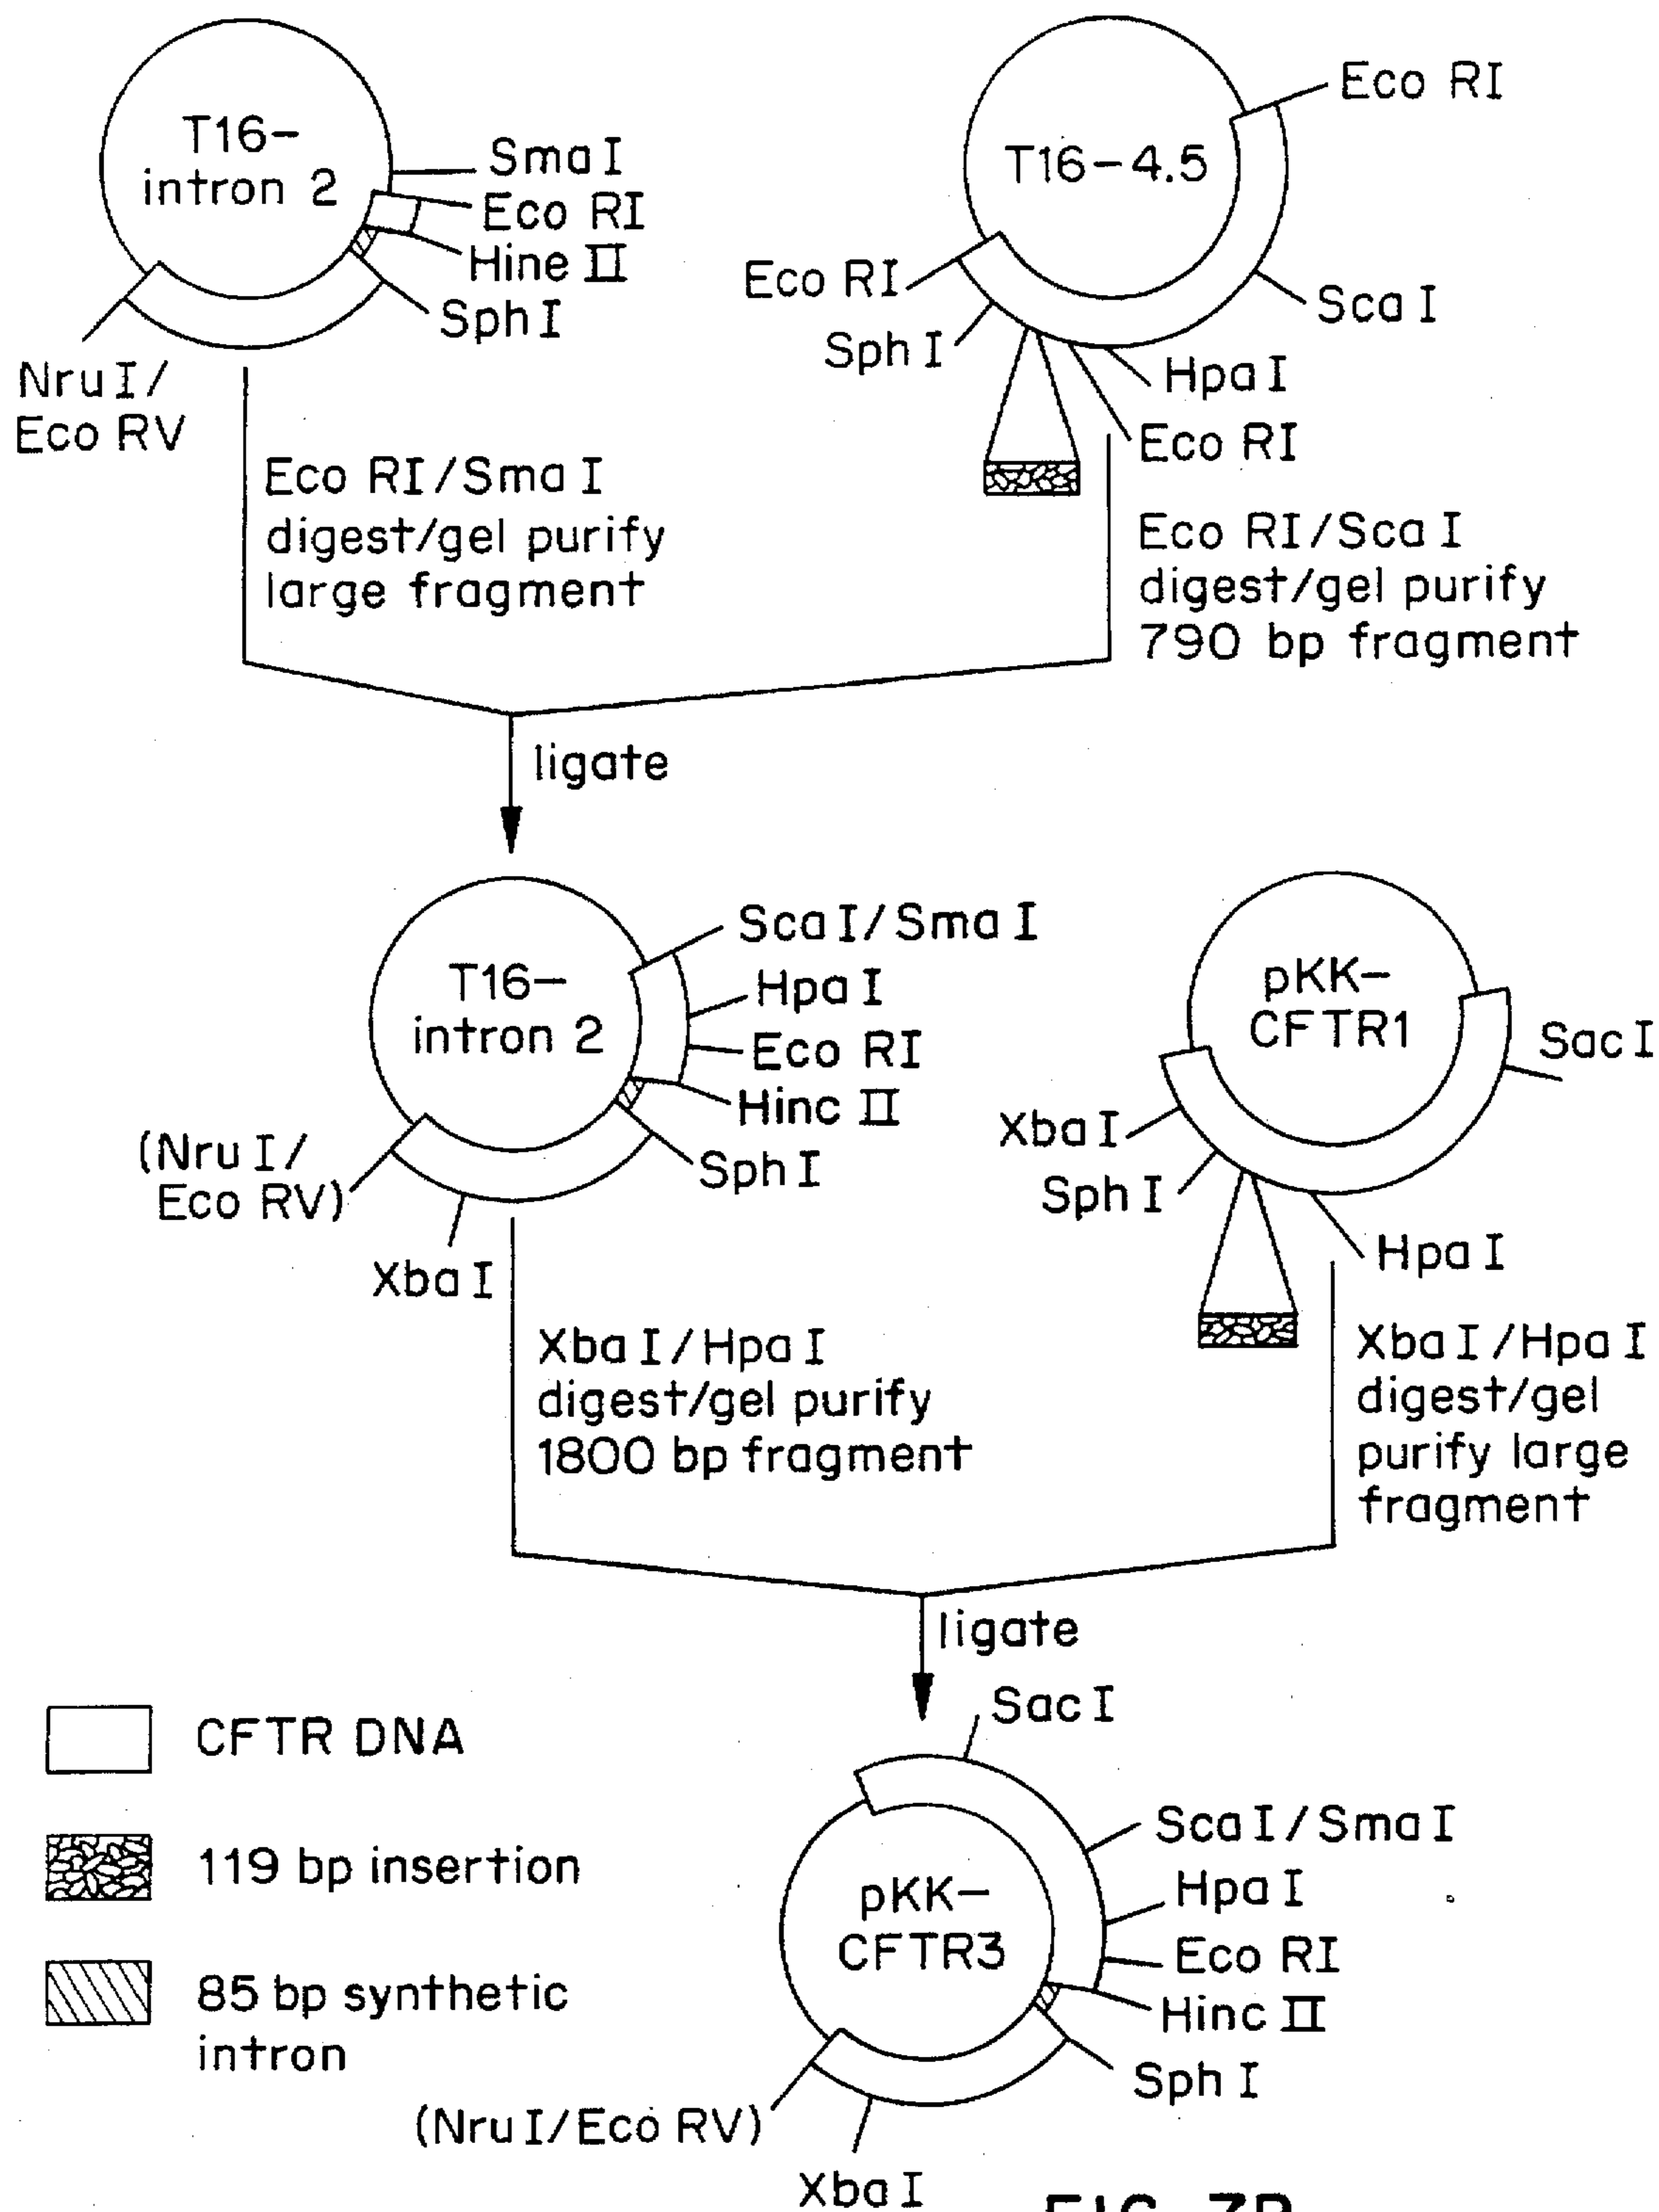 T16–
intron 2
Sma I
Eco RI
Hine II
Sph I
Nru I/
Eco RV
T16–4.5
Eco RI
Sca I
Hpa I
Eco RI
Eco RI
Sph I
Eco RI/Sma I
digest/gel purify
large fragment
Eco RI/Sca I
digest/gel purify
790 bp fragment
ligate
T16–
intron 2
Sca I/Sma I
Hpa I
Eco RI
Hinc II
Sph I
(Nru I/
Eco RV)
Xba I
pKK–
CFTR1
Sac I
Xba I
Sph I
Hpa I
Xba I/Hpa I
digest/gel purify
1800 bp fragment
Xba I/Hpa I
digest/gel
purify large
fragment
ligate
CFTR DNA
119 bp insertion
85 bp synthetic
intron
Sac I
Sca I/Sma I
Hpa I
Eco RI
Hinc II
Sph I
pKK–
CFTR3
(Nru I/Eco RV)
Xba I